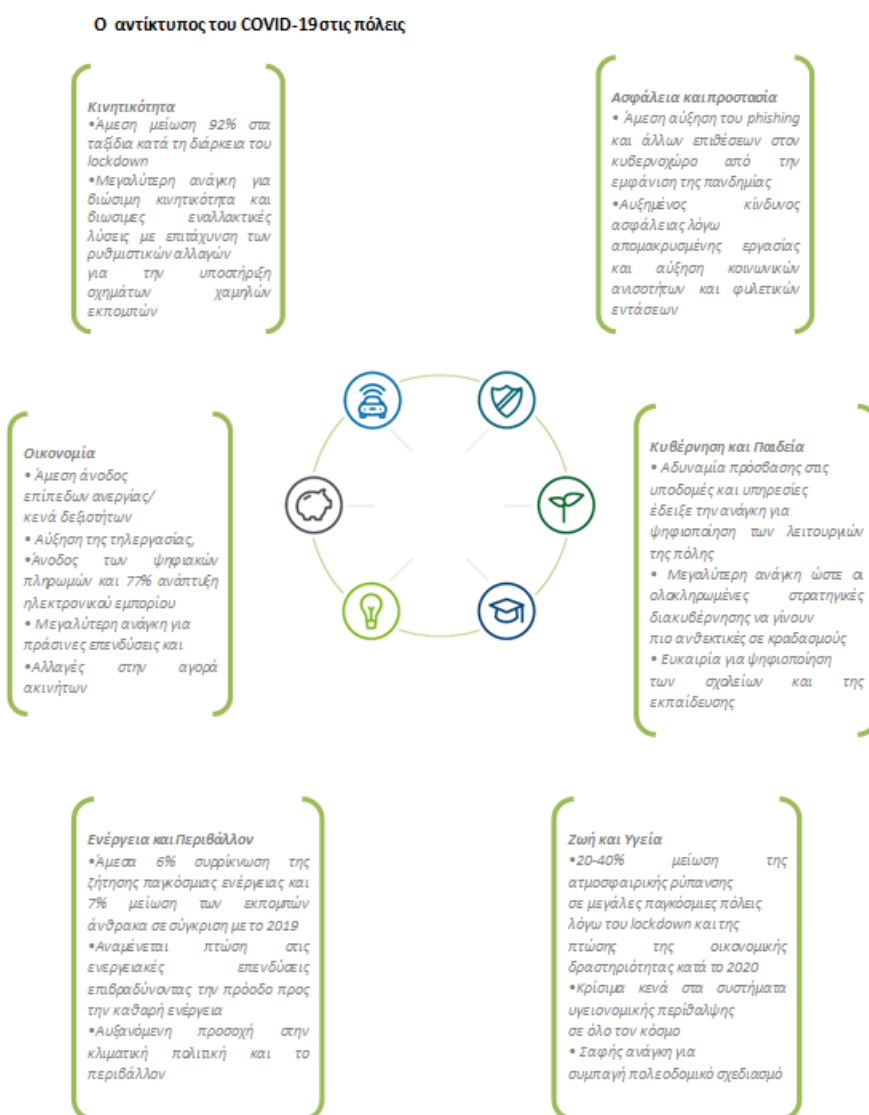 Ο αντίκτυπος του COVID-19 στις πόλεις
Κινητικότητα
•Άμεση μείωση 92% στα
ταξίδια κατά τη διάρκεια του
lockdown
•Μεγαλύτερη ανάγκη για
βιώσιμη κινητικότητα και
βιωσιμες εναλλακτικές
λύσεις με επιτάχυνση των
ρυθμιστικών αλλαγών
για την υποστήριξη
σχημάτων χαμηλών
εκπομπών
Ασφάλεια και προστασία
• Άμεση αύξηση του phishing
και άλλων επιθέσεων στον
κυβερνοχώρο από την
εμφάνιση της πανδημίας
•Αυξημένος κίνδυνος
ασφάλειας λόγω
απομακρυσμένης εργασίας
και αύξηση κοινωνικών
ανισοτήτων και φυλετικών
εντάσεων
Οικονομία
• Άμεση άνοδος
επίπεδων ανεργίας/
κενά δεξιοτήτων
• Αύξηση της τηλεργασίας,
•Άνοδος των ψηφιακών
πληρωμών και 77% ανάπτυξη
ηλεκτρονικού εμπορίου
• Μεγαλύτερη ανάγκη για
πράσινες επενδύσεις και
•Αλλαγές στην αγορά
ακινήτων
Κυβέρνηση και Παιδεία
• Αδυναμία πρόσβασης στις
υποδομές και υπηρεσίες
έδειξε την ανάγκη για
ψηφιοποίηση των λειτουργιών
της πόλης
• Μεγαλύτερη ανάγκη ώστε οι
ολοκληρωμένες στρατηγικές
διακυβέρνησης να γίνουν
πιο ανθεκτικές σε κραδασμούς
• Ευκαιρία για ψηφιοποίηση
των σχολείων και της
εκπαίδευσης
Ενέργεια και Περιβάλλον
•Άμεσα 6% συρρίκνωση της
ζήτησης παγκόσμιας ενέργειας και
7% μείωση των εκπομπών
άνθρακα σε σύγκριση με το 2019
•Αναμένεται πτώση στις
ενεργειακές επενδύσεις
επιβραδύνοντας την πρόοδο προς
την καθαρή ενέργεια
•Αυξανόμενη προσοχή στην
κλιματική πολιτική και το
περιβάλλον
Ζωή και Υγεία
•20-40% μείωση της
ατμοσφαιρικής ρύπανσης
σε μεγάλες παγκόσμιες πόλεις
λόγω του lockdown και της
πτώσης της οικονομικής
δραστηριότητας κατά το 2020
•Κρίσιμα κενά στα συστήματα
υγειονομικής περίθαλψης
σε όλο τον κόσμο
• Σαφής ανάγκη για
συμπαγή πολεοδομικό σχεδιασμό